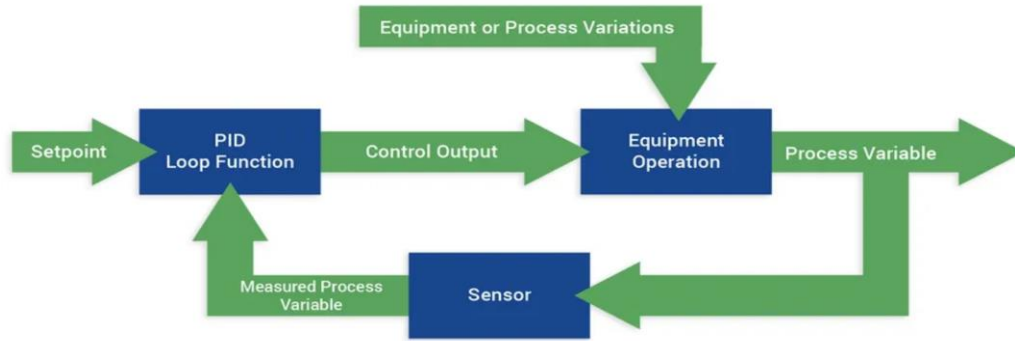 Equipment or Process Variations
Setpoint
PID
Loop Function
Control Output
Equipment
Operation
Process Variable
Measured Process
Variable
Sensor